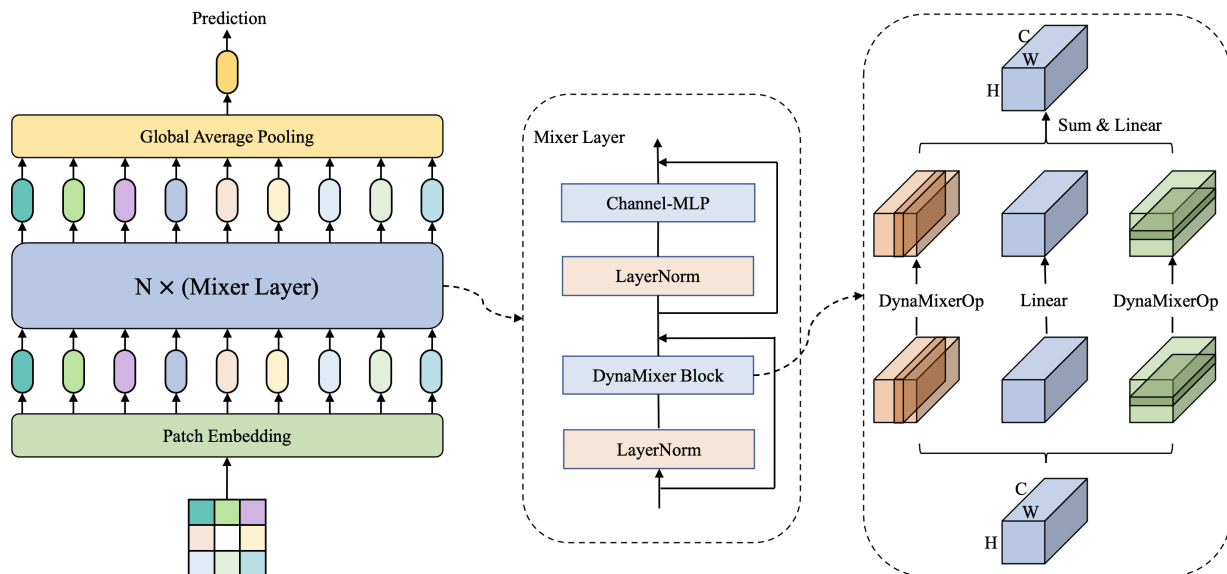 Prediction
Global Average Pooling
N × (Mixer Layer)
Patch Embedding
Mixer Layer
Channel-MLP
LayerNorm
DynaMixer Block
LayerNorm
C
W
H
Sum & Linear
DynaMixerOp
Linear
DynaMixerOp
C
W
H